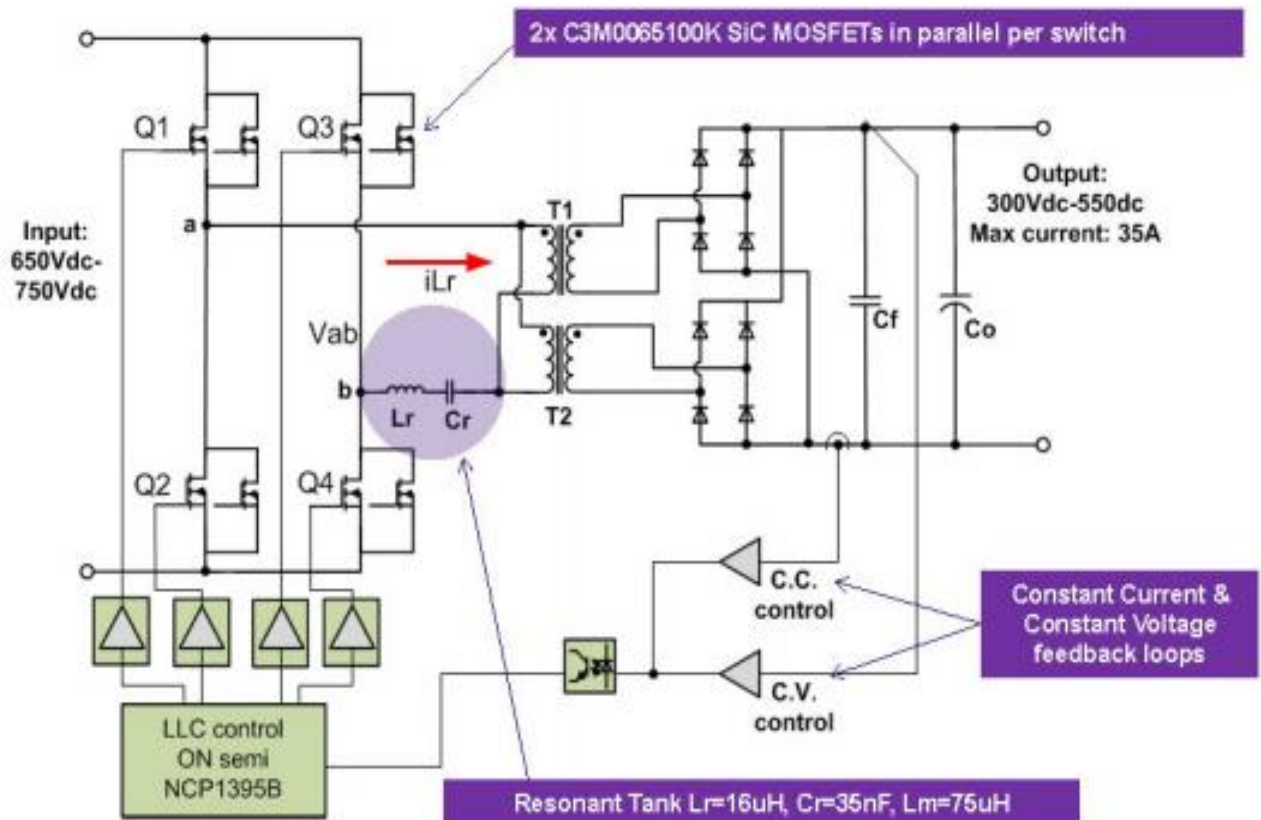 2x C3M0065100K SiC MOSFETs in parallel per switch
Q1
Q3
Input:
650Vdc-
750Vdc
a
T1
iLr
Output:
300Vdc-550dc
Max current: 35A
Vab
Cf
Co
b
Lr
Cr
T2
Q2
Q4
C.C.
control
Constant Current &
Constant Voltage
feedback loops
C.V.
control
LLC control
ON semi
NCP1395B
Resonant Tank Lr=16uH, Cr=35nF, Lm=75uH